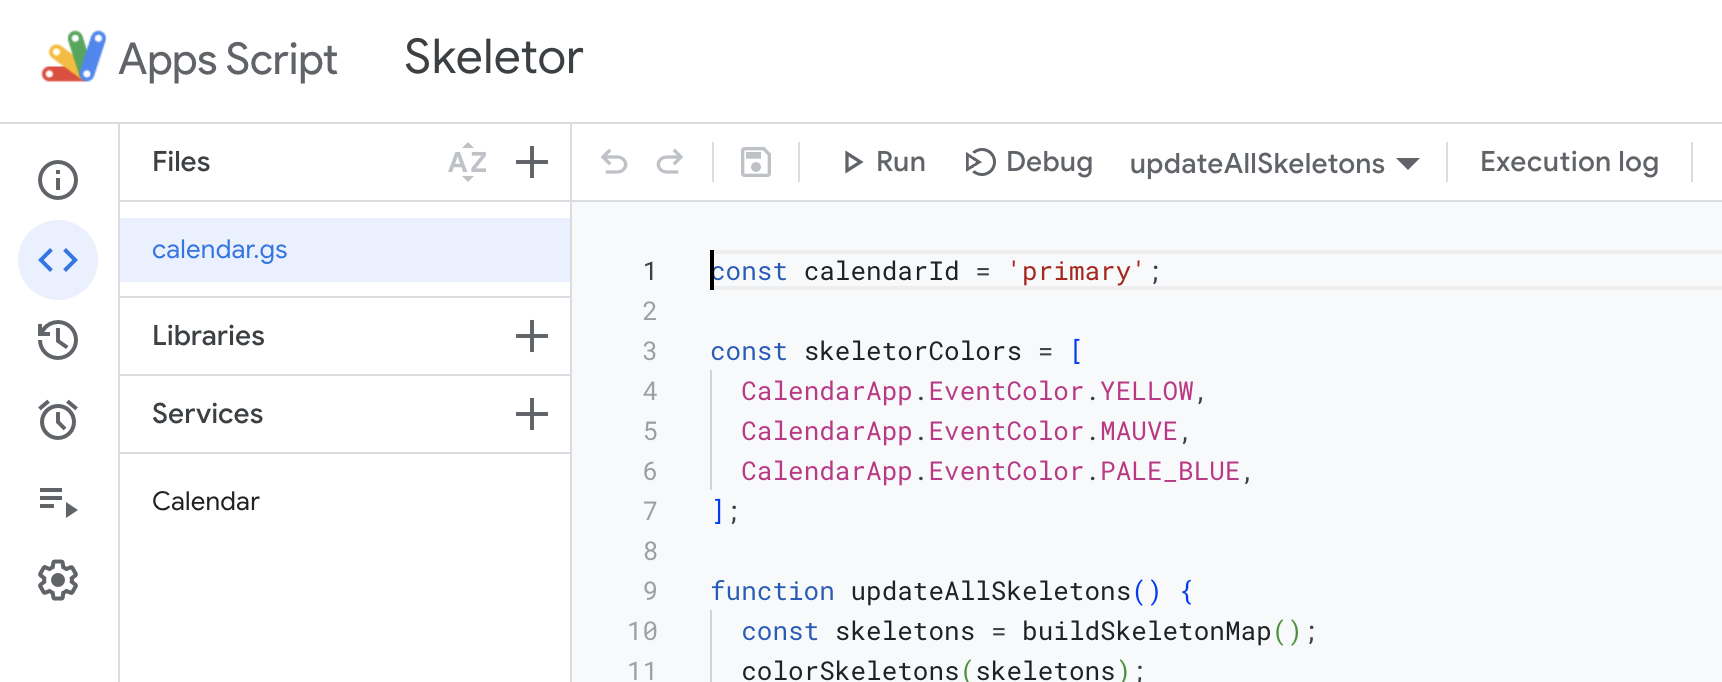 Apps Script Skeletor
Files AZ
Run Debug updateAllSkeletons Execution log
calendar.gs
Libraries
Services
Calendar
1 const calendarId = 'primary';
2
3 const skeletorColors = [
4 CalendarApp.EventColor.YELLOW,
5 CalendarApp.EventColor.MAUVE,
6 CalendarApp.EventColor.PALE_BLUE,
7 ];
8
9 function updateAllSkeletons() {
10 const skeletons = buildSkeletonMap();
11 colorSkeletons(skeletons);